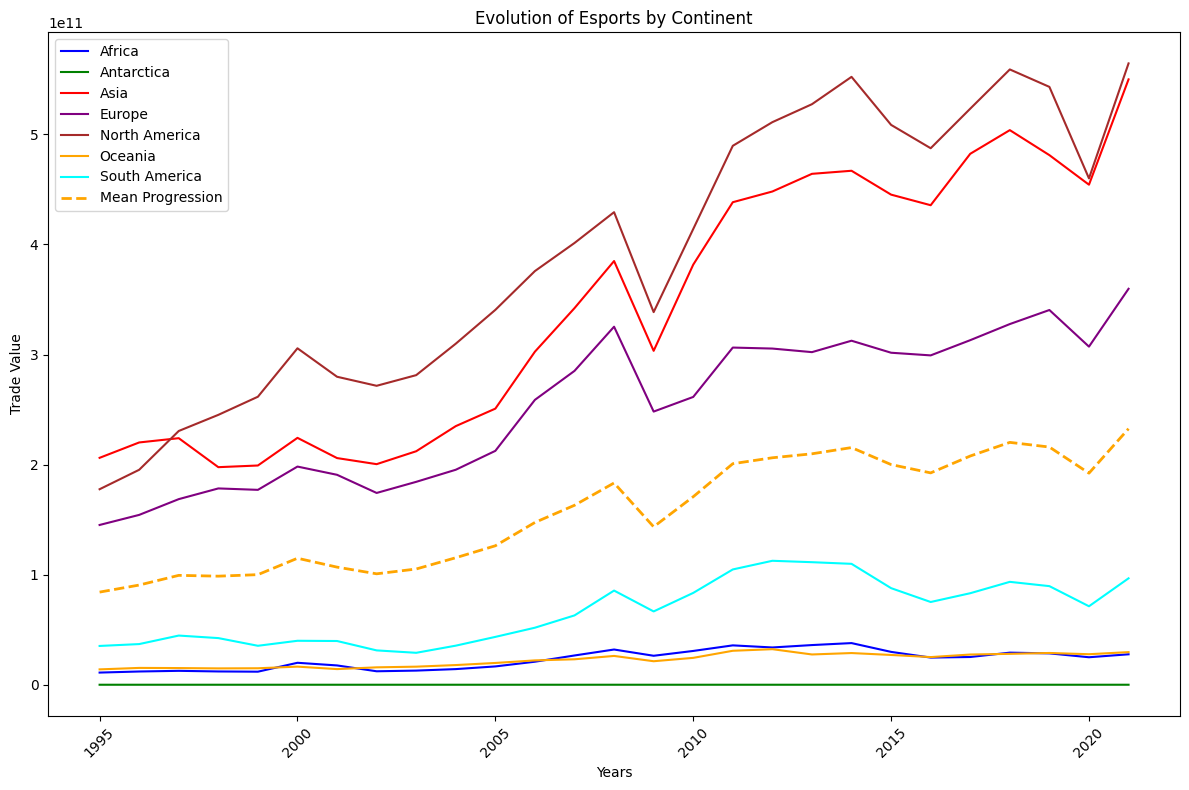 Evolution of Esports by Continent
1e11
Africa
Antarctica
Asia
Europe
North America
Oceania
South America
Mean Progression
Trade Value
5
4
3
2
1
0
1995
2000
2005
2010
2015
2020
Years